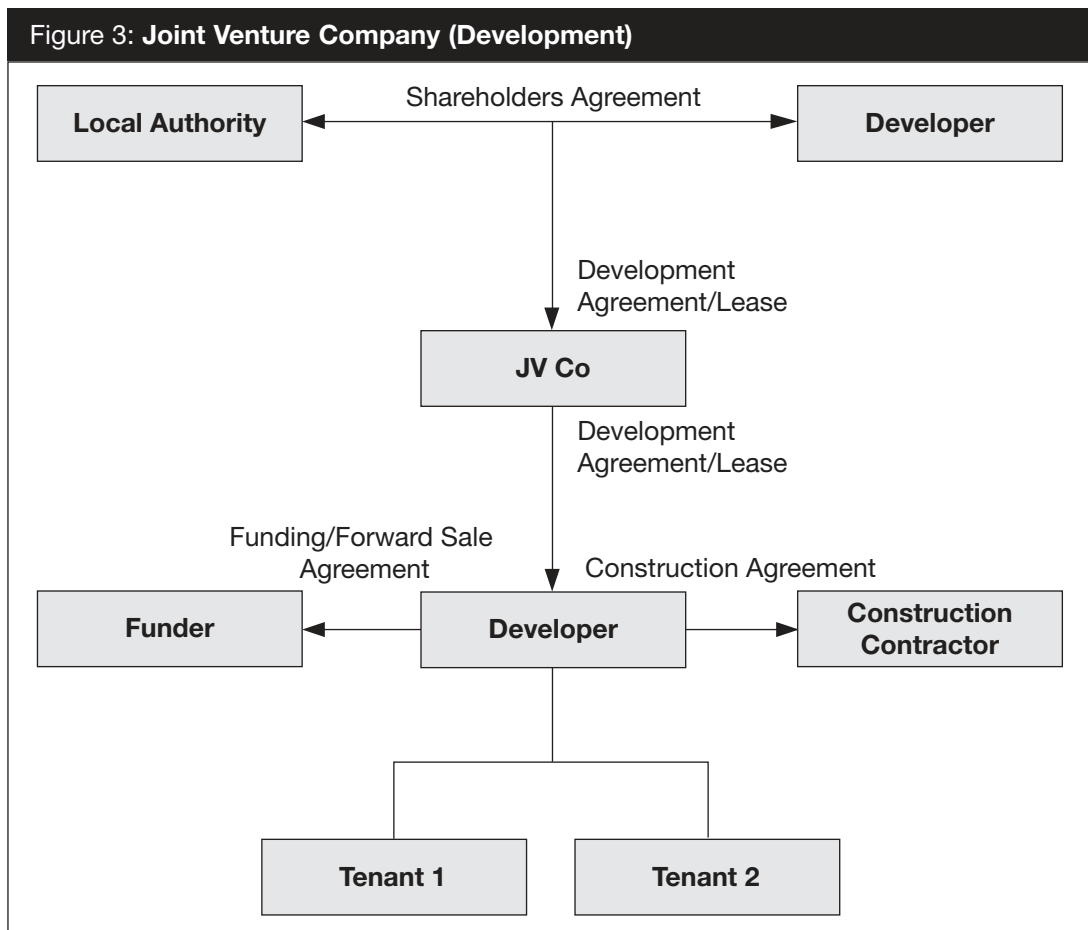 Figure 3: Joint Venture Company (Development)
Shareholders Agreement
Local Authority
Developer
Development
Agreement/Lease
JV Co
Development
Agreement/Lease
Funding/Forward Sale
Agreement
Construction Agreement
Funder
Developer
Construction
Contractor
Tenant 1
Tenant 2